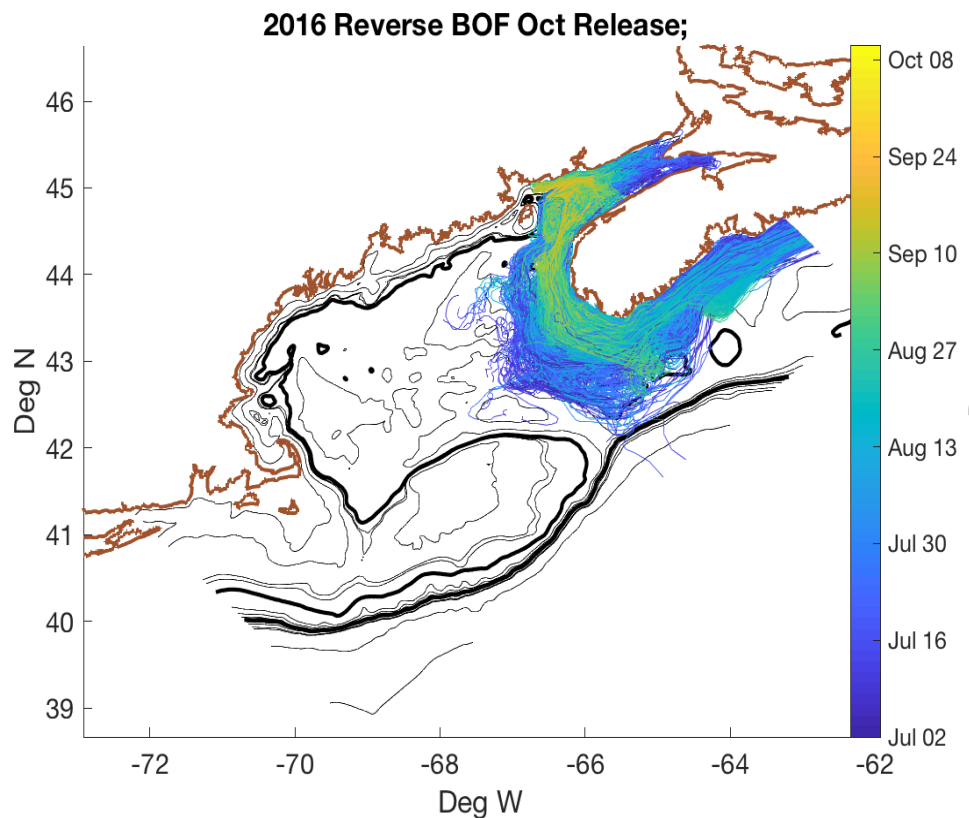 2016 Reverse BOF Oct Release;
46
45
44
43
42
41
40
39
Deg N
-72
-70
-68
-66
-64
-62
Deg W
Oct 08
Sep 24
Sep 10
Aug 27
Aug 13
Jul 30
Jul 16
Jul 02